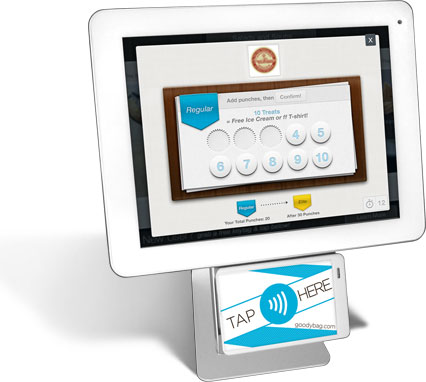 X
Regular
Add punches, then Confirm!
10 Treats
= Free Ice Cream or ff T-shirt!
4 5
6 7 8 9 10
Regular
Elite
Your Total Punches: 20
After 30 Punches
12
TAP HERE
goodybag.com